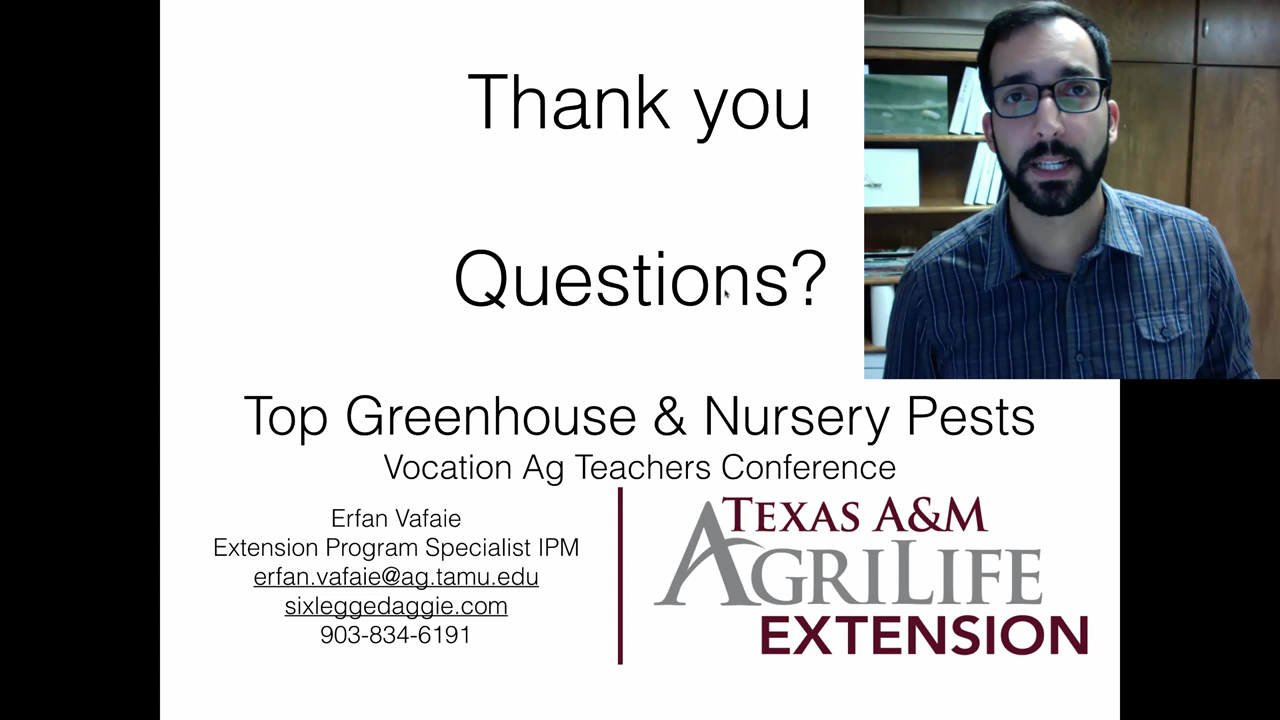 Thank you
Questions?
Top Greenhouse & Nursery Pests
Vocation Ag Teachers Conference
Erfan Vafaie
Extension Program Specialist IPM
erfan.vafaie@ag.tamu.edu
sixleggedaggie.com
903-834-6191
TEXAS A&M
AGRILIFE
EXTENSION